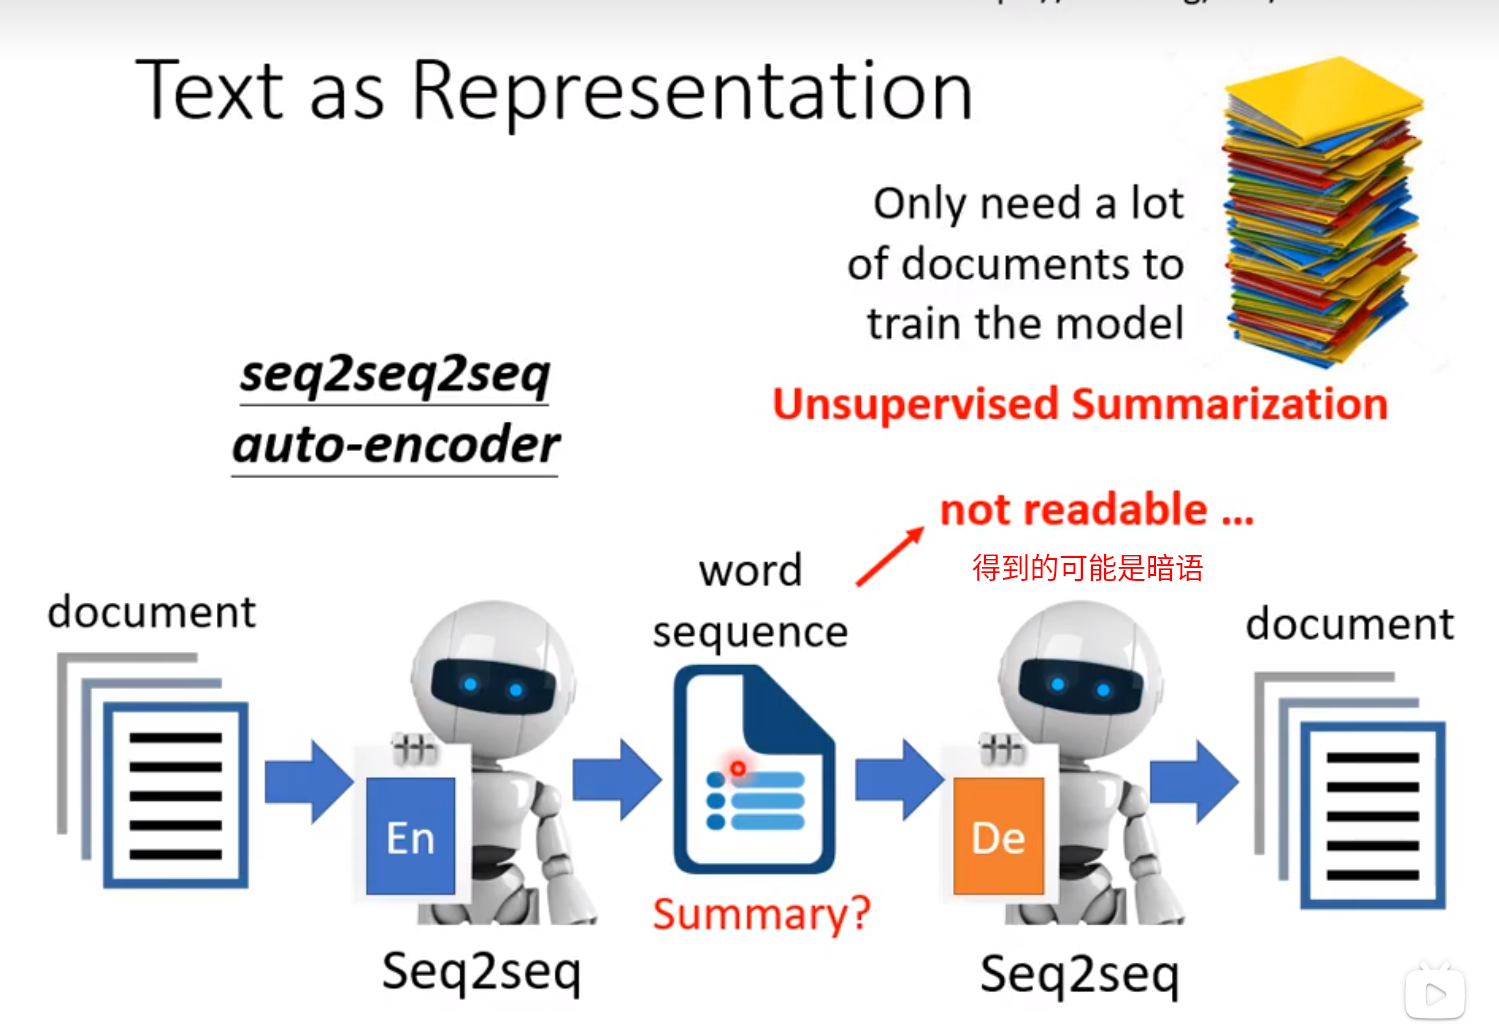 Text as Representation
Only need a lot
of documents to
train the model
Unsupervised Summarization
seq2seq2seq
auto-encoder
not readable ...
得到的可能是暗语
word
sequence
document
document
En
De
Summary?
Seq2seq
Seq2seq